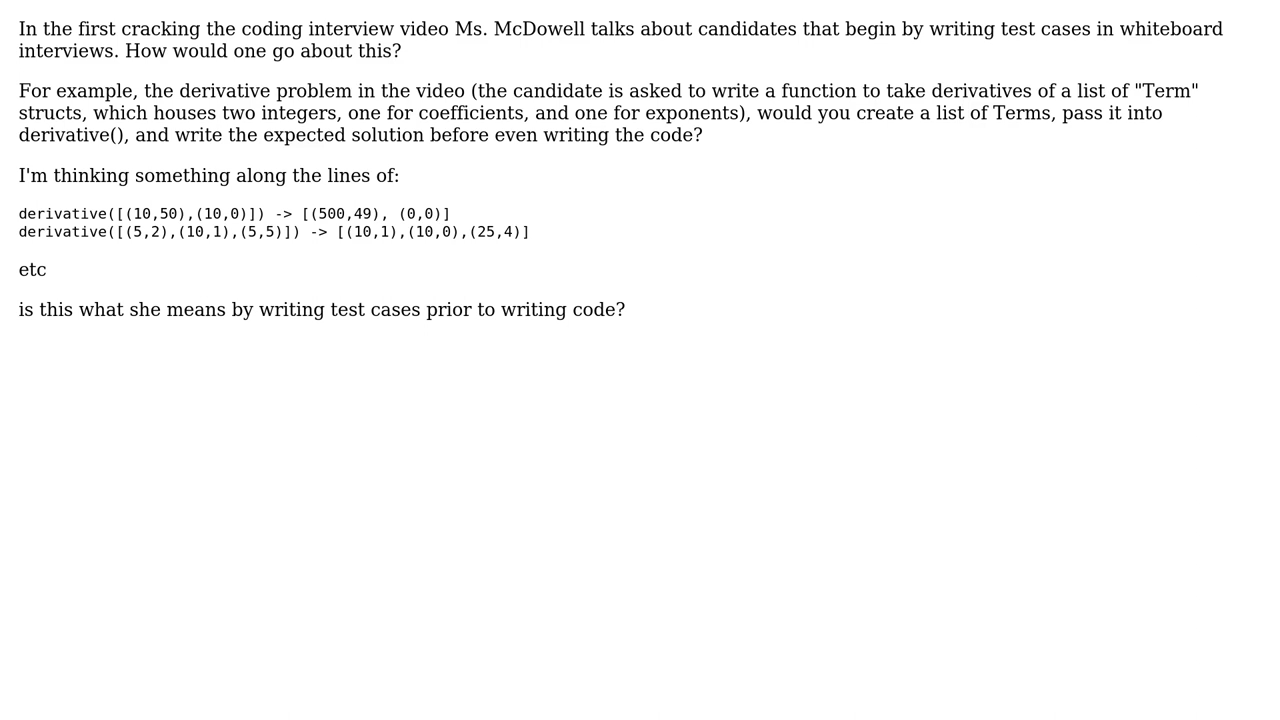 In the first cracking the coding interview video Ms. McDowell talks about candidates that begin by writing test cases in whiteboard
interviews. How would one go about this?
For example, the derivative problem in the video (the candidate is asked to write a function to take derivatives of a list of "Term"
structs, which houses two integers, one for coefficients, and one for exponents), would you create a list of Terms, pass it into
derivative(), and write the expected solution before even writing the code?
I'm thinking something along the lines of:
derivative([(10,50),(10,0)]) -> [(500,49), (0,0)]
derivative([(5,2),(10,1),(5,5)]) -> [(10,1),(10,0),(25,4)]
etc
is this what she means by writing test cases prior to writing code?